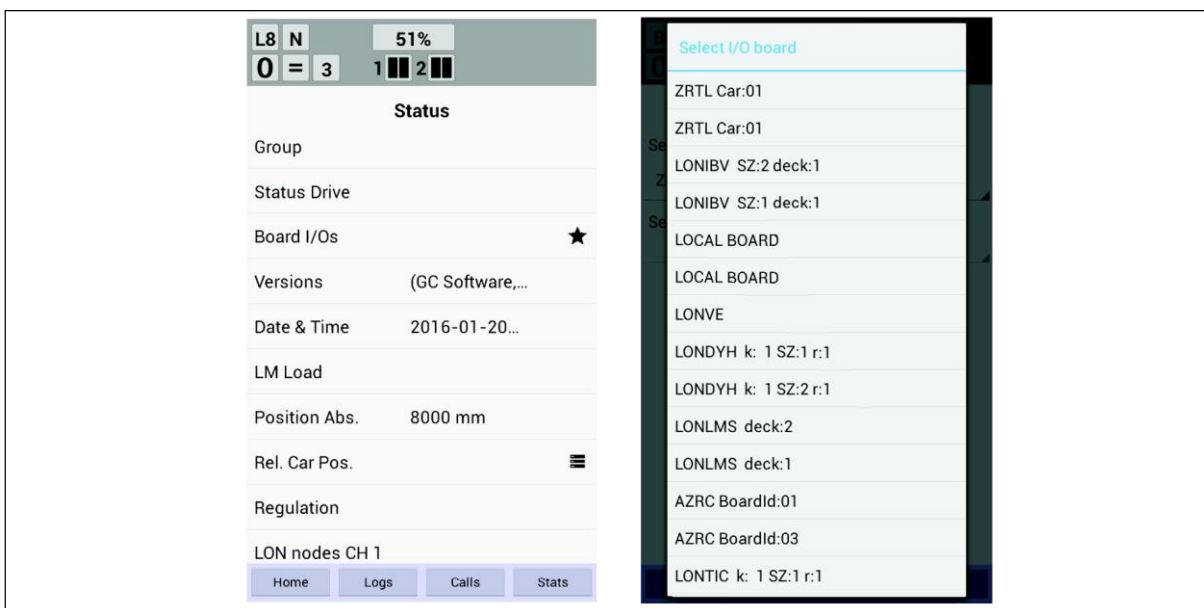 L8 N 51%
0 = 3 1 2
Status
Group
Status Drive
Board I/Os
Versions (GC Software,...
Date & Time 2016-01-20...
LM Load
Position Abs. 8000 mm
Rel. Car Pos.
Regulation
LON nodes CH 1
Home Logs Calls Stats
Select I/O board
ZRTL Car:01
ZRTL Car:01
LONIBV SZ:2 deck:1
LONIBV SZ:1 deck:1
LOCAL BOARD
LOCAL BOARD
LONVE
LONDYH k: 1 SZ:1 r:1
LONDYH k: 1 SZ:2 r:1
LONLMS deck:2
LONLMS deck:1
AZRC BoardId:01
AZRC BoardId:03
LONTIC k: 1 SZ:1 r:1
Se
Z
Se